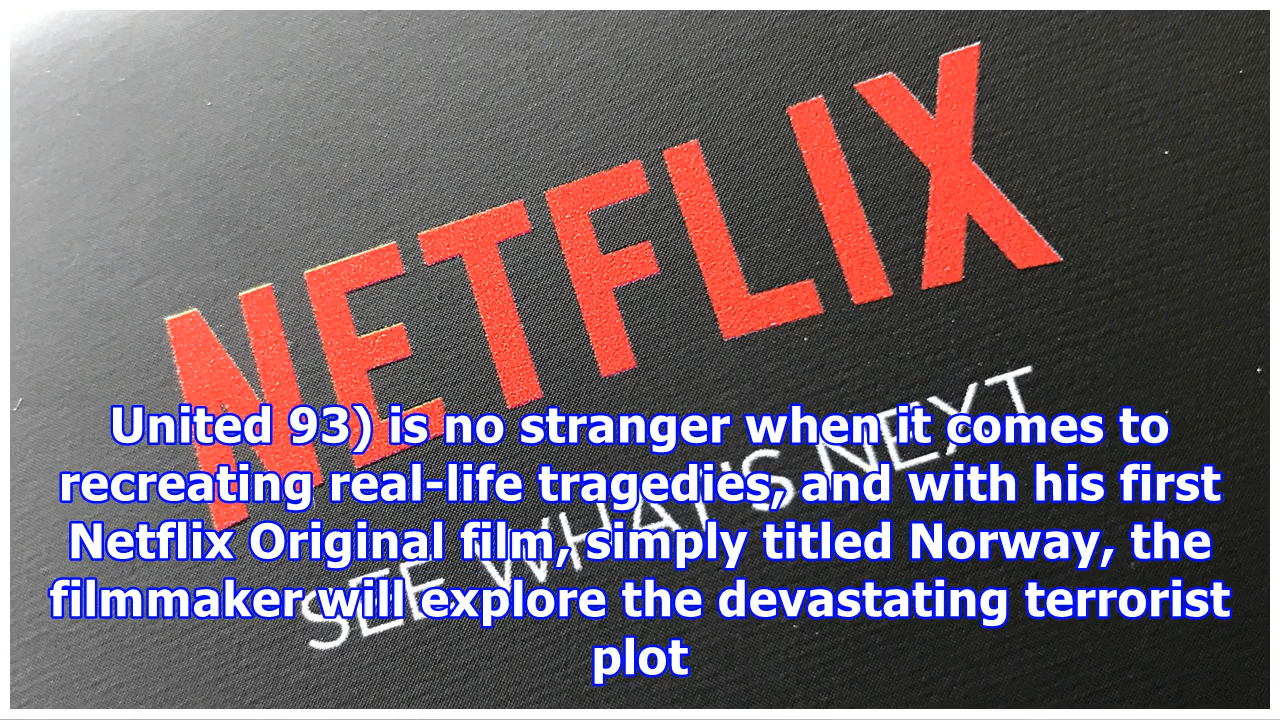 NETFLIX
SEE WHAT'S NEXT
United 93) is no stranger when it comes to
recreating real-life tragedies, and with his first
Netflix Original film, simply titled Norway, the
filmmaker will explore the devastating terrorist
plot